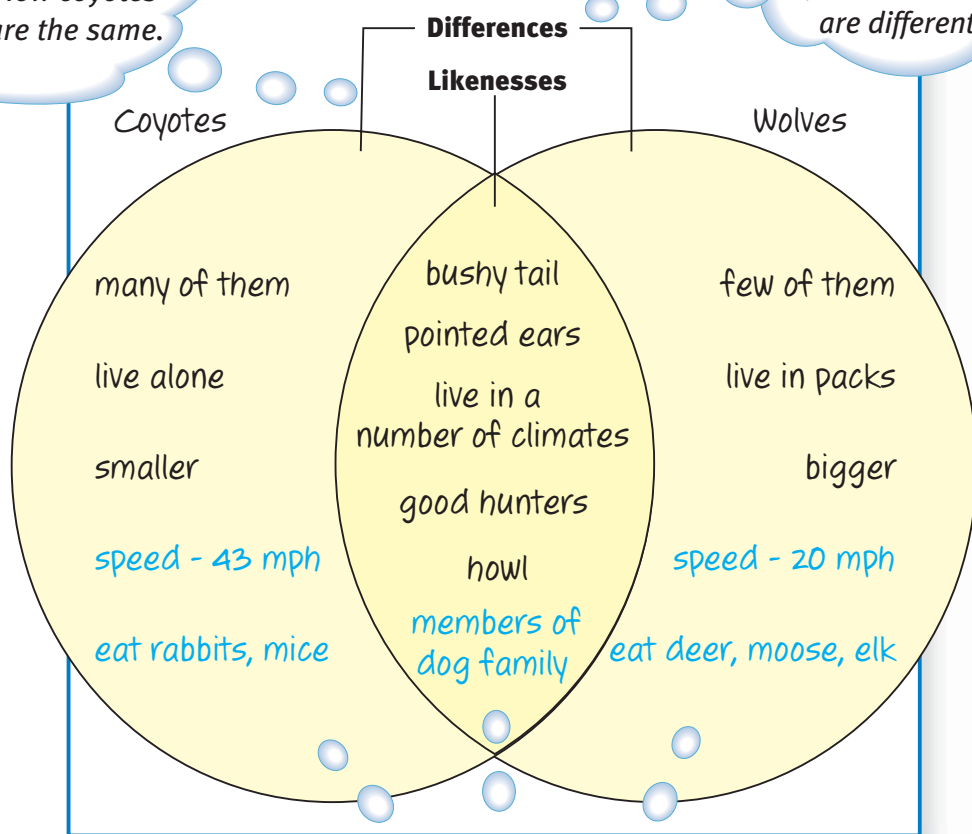 now coyotes
are the same.
are different
Differences
Likenesses
Coyotes
Wolves
many of them
live alone
smaller
speed - 43 mph
eat rabbits, mice
bushy tail
pointed ears
live in a
number of climates
good hunters
howl
members of
dog family
few of them
live in packs
bigger
speed - 20 mph
eat deer, moose, elk